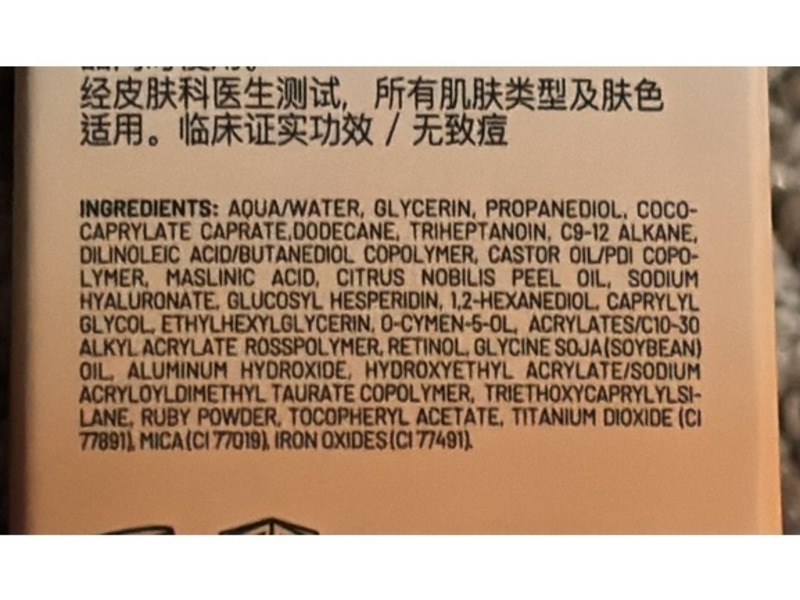 经皮肤科医生测试，所有肌肤类型及肤色
适用。临床证实功效 / 无致痘
INGREDIENTS: AQUA/WATER, GLYCERIN, PROPANEDIOL, COCO-
CAPRYLATE CAPRATE,DODECANE, TRIHEPTANOIN, C9-12 ALKANE,
DILINOLEIC ACID/BUTANEDIOL COPOLYMER, CASTOR OIL/PDI COPO-
LYMER, MASLINIC ACID, CITRUS NOBILIS PEEL OIL, SODIUM
HYALURONATE, GLUCOSYL HESPERIDIN, 1,2-HEXANEDIOL, CAPRYLYL
GLYCOL, ETHYLHEXYLGLYCERIN, O-CYMEN-5-OL, ACRYLATES/C10-30
ALKYL ACRYLATE ROSSPOLYMER, RETINOL, GLYCINE SOJA (SOYBEAN)
OIL, ALUMINUM HYDROXIDE, HYDROXYETHYL ACRYLATE/SODIUM
ACRYLOYLDIMETHYL TAURATE COPOLYMER, TRIETHOXYCAPRYLYLSI-
LANE, RUBY POWDER, TOCOPHERYL ACETATE, TITANIUM DIOXIDE (CI
77891), MICA (CI 77019), IRON OXIDES (CI 77491).